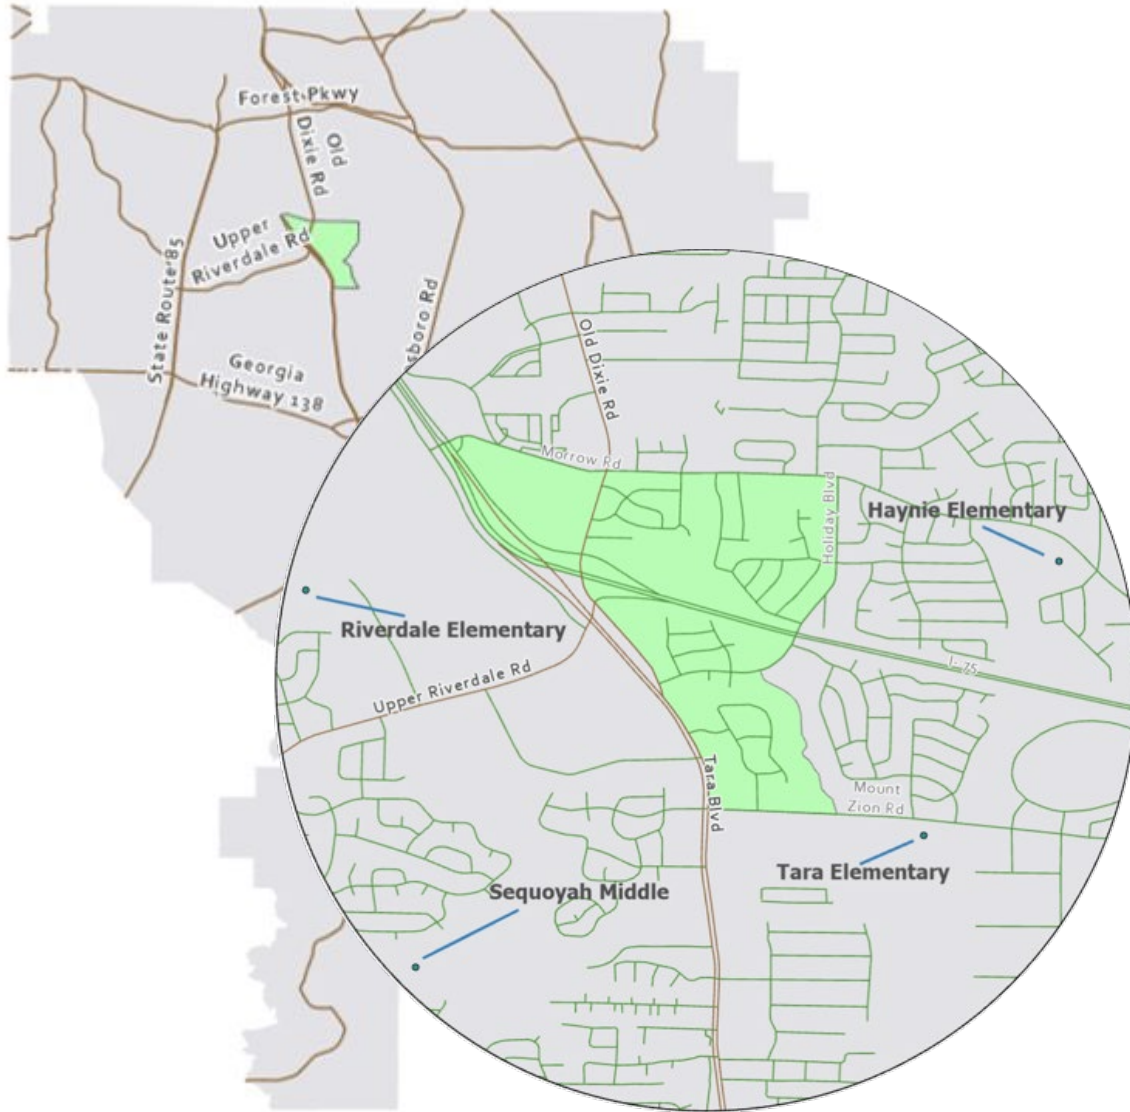 Forest Pkwy
Old
Dixie Rd
Upper
Riverdale Rd
State Route 85
sboro Rd
Georgia
Highway 138
Old Dixie Rd
Morrow Rd
Holiday Blvd
Haynie Elementary
Riverdale Elementary
I- 75
Upper Riverdale Rd
Tara Blvd
Mount
Zion Rd
Tara Elementary
Sequoyah Middle